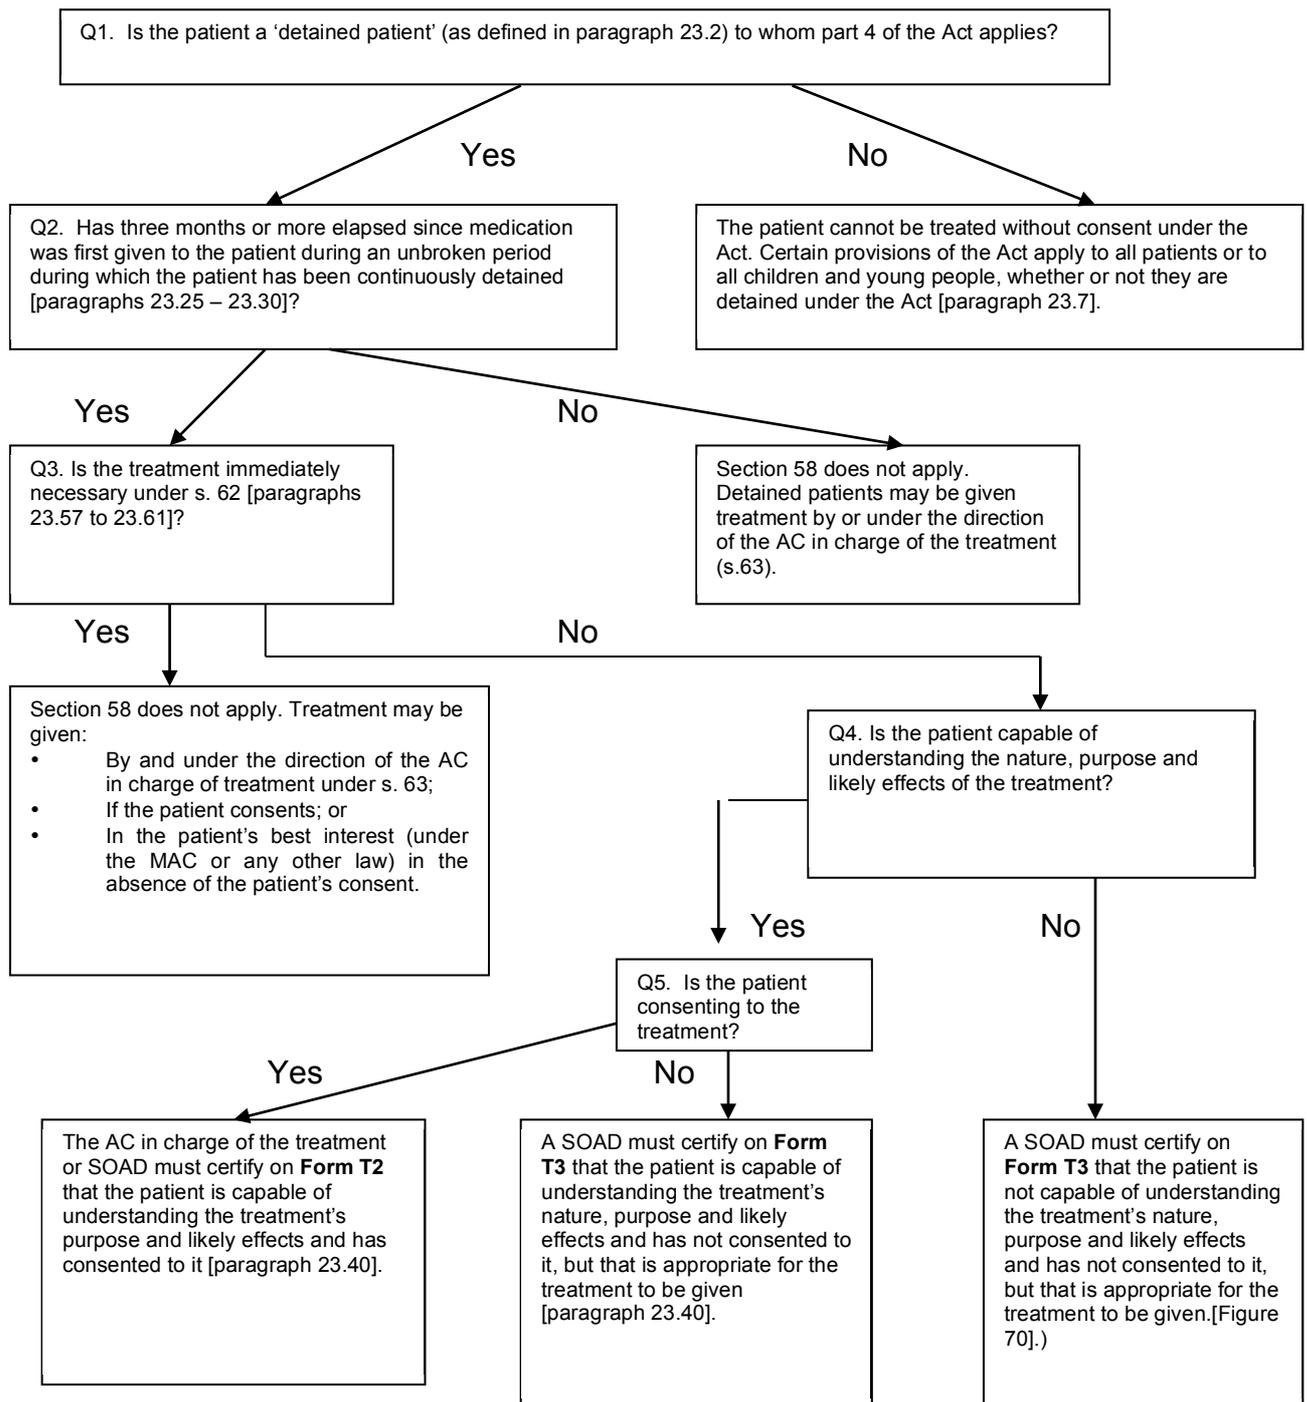 Q1.  Is the patient a ‘detained patient’ (as defined in paragraph 23.2) to whom part 4 of the Act applies?
Yes
No
Q2.  Has three months or more elapsed since medication
was first given to the patient during an unbroken period
during which the patient has been continuously detained
[paragraphs 23.25 – 23.30]?
The patient cannot be treated without consent under the
Act. Certain provisions of the Act apply to all patients or to
all children and young people, whether or not they are
detained under the Act [paragraph 23.7].
Yes
No
Q3. Is the treatment immediately
necessary under s. 62 [paragraphs
23.57 to 23.61]?
Section 58 does not apply.
Detained patients may be given
treatment by or under the direction
of the AC in charge of the treatment
(s.63).
Yes
No
Section 58 does not apply. Treatment may be
given:
• By and under the direction of the AC
in charge of treatment under s. 63;
• If the patient consents; or
• In the patient’s best interest (under
the MAC or any other law) in the
absence of the patient’s consent.
Q4. Is the patient capable of
understanding the nature, purpose and
likely effects of the treatment?
Yes
No
Q5.  Is the patient
consenting to the
treatment?
Yes
No
The AC in charge of the treatment
or SOAD must certify on Form T2
that the patient is capable of
understanding the treatment’s
purpose and likely effects and has
consented to it [paragraph 23.40].
A SOAD must certify on Form
T3 that the patient is capable of
understanding the treatment’s
nature, purpose and likely
effects and has not consented to
it, but that is appropriate for the
treatment to be given
[paragraph 23.40].
A SOAD must certify on
Form T3 that the patient is
not capable of understanding
the treatment’s nature,
purpose and likely effects
and has not consented to it,
but that is appropriate for the
treatment to be given.[Figure
70].)